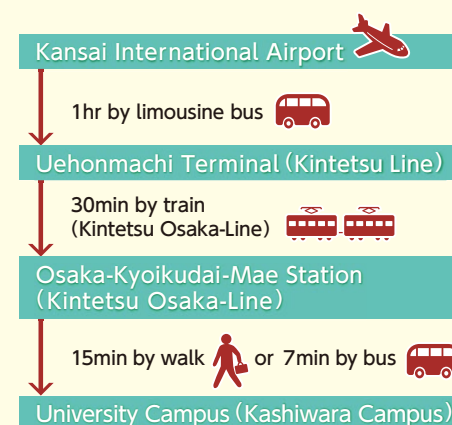 Kansai International Airport
1hr by limousine bus
Uehonmachi Terminal (Kintetsu Line)
30min by train
(Kintetsu Osaka-Line)
Osaka-Kyoikudai-Mae Station
(Kintetsu Osaka-Line)
15min by walk or 7min by bus
University Campus (Kashiwara Campus)